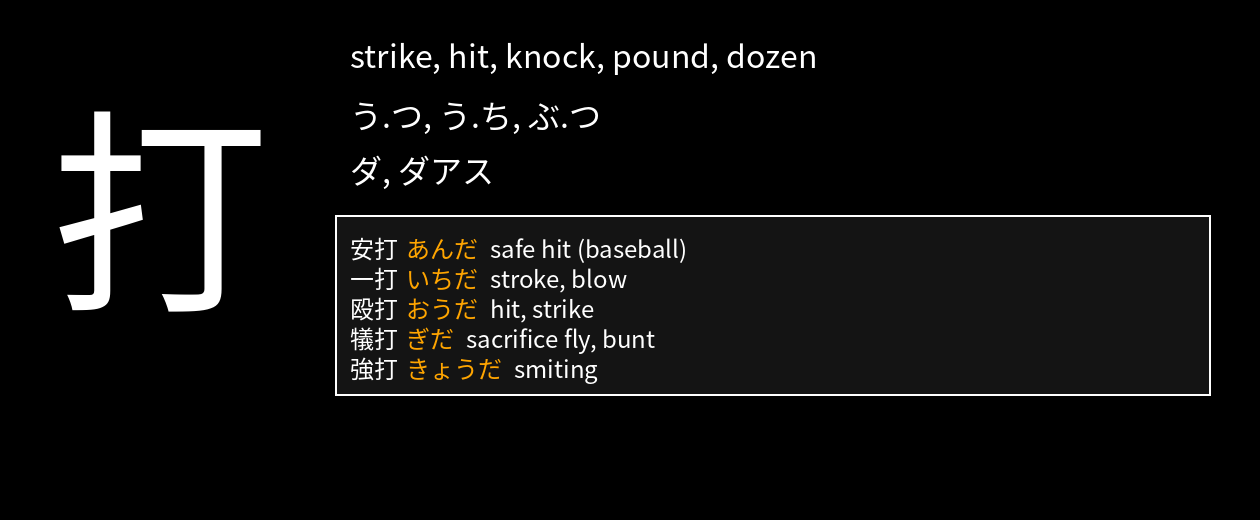 打
strike, hit, knock, pound, dozen
う.つ, う.ち, ぶ.つ
ダ, ダアス
安打 あんだ safe hit (baseball)
一打 いちだ stroke, blow
殴打 おうだ hit, strike
犠打 ぎだ sacrifice fly, bunt
強打 きょうだ smiting